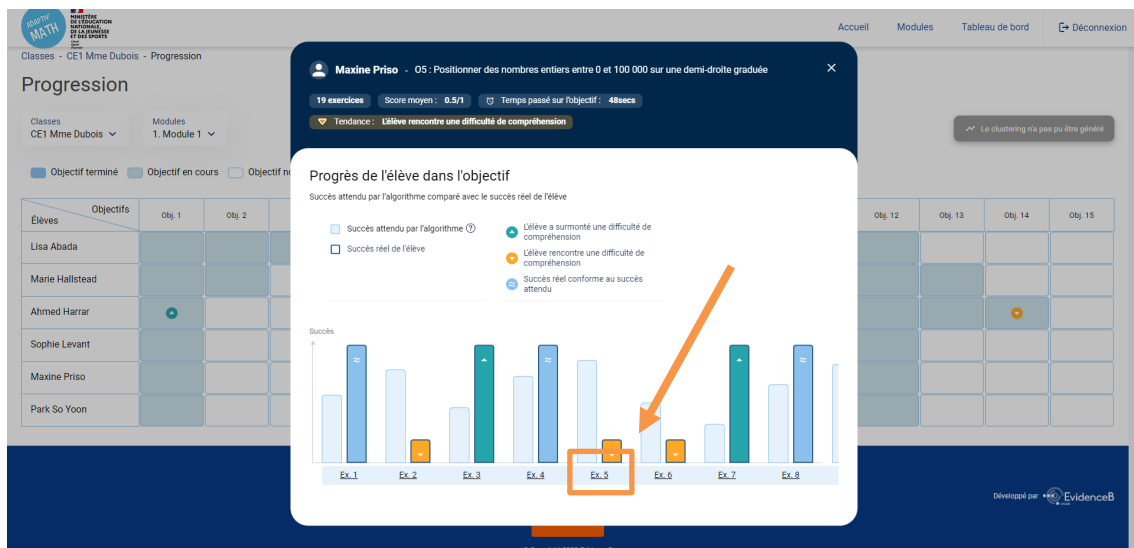 ADAPTIV'
MATH
MINISTÈRE
DE L'ÉDUCATION
NATIONALE,
DE LA JEUNESSE
ET DES SPORTS
Accueil Modules Tableau de bord Déconnexion
Classes - CE1 Mme Dubois - Progression
Progression
Classes
CE1 Mme Dubois
Modules
1. Module 1
Le clustering n'a pas pu être généré
Objectif terminé Objectif en cours Objectif
Maxine Priso - O5 : Positionner des nombres entiers entre 0 et 100 000 sur une demi-droite graduée
19 exercices Score moyen : 0.5/1 Temps passé sur l'objectif : 48secs
Tendance : L'élève rencontre une difficulté de compréhension
Progrès de l'élève dans l'objectif
Succès attendu par l'algorithme comparé avec le succès réel de l'élève
Succès attendu par l'algorithme ?
Succès réel de l'élève
L'élève a surmonté une difficulté de
compréhension
L'élève rencontre une difficulté de
compréhension
Succès réel conforme au succès
attendu
Succès
Ex. 1 Ex. 2 Ex. 3 Ex. 4 Ex. 5 Ex. 6 Ex. 7 Ex. 8
Objectifs
Élèves
Obj. 1 Obj. 2 Obj. 12 Obj. 13 Obj. 14 Obj. 15
Lisa Abada
Marie Hallstead
Ahmed Harrar
Sophie Levant
Maxine Priso
Park So Yoon
Développé par EvidenceB